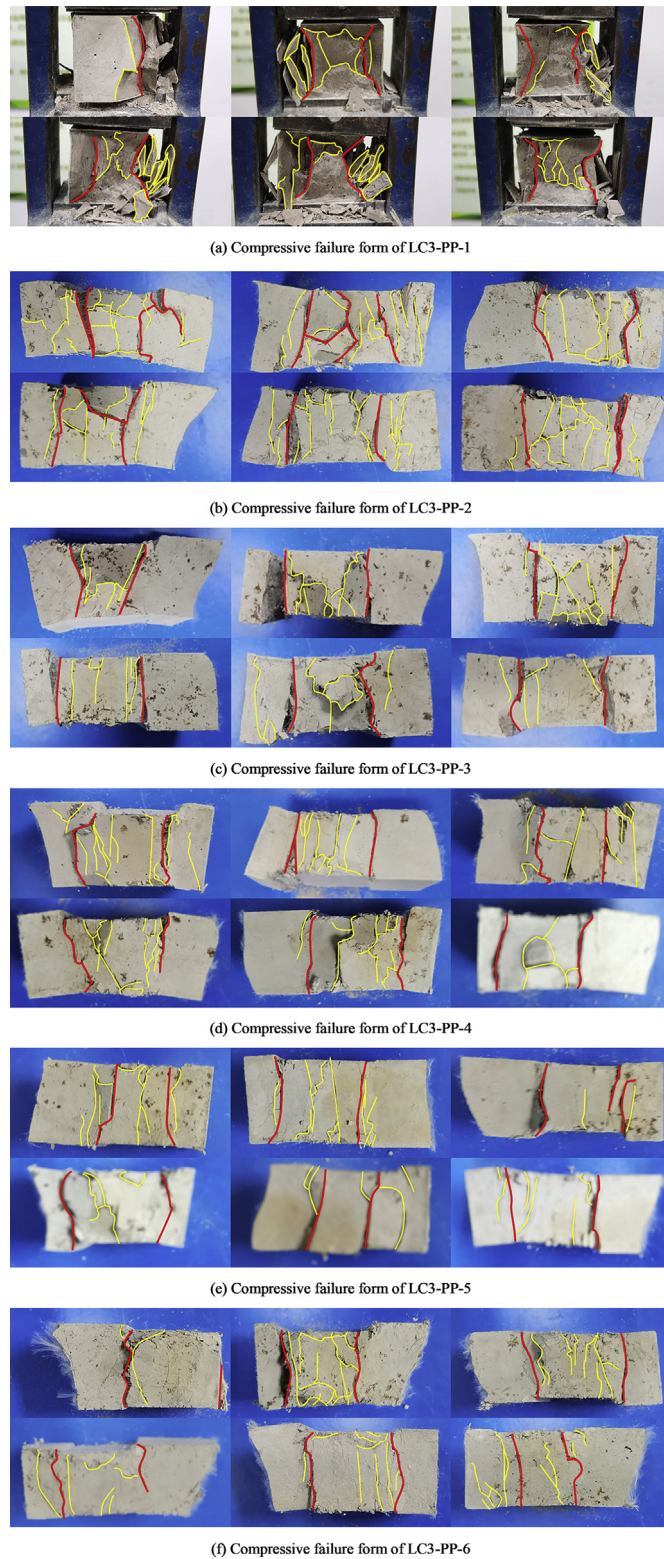 (a) Compressive failure form of LC3-PP-1
(b) Compressive failure form of LC3-PP-2
(c) Compressive failure form of LC3-PP-3
(d) Compressive failure form of LC3-PP-4
(e) Compressive failure form of LC3-PP-5
(f) Compressive failure form of LC3-PP-6